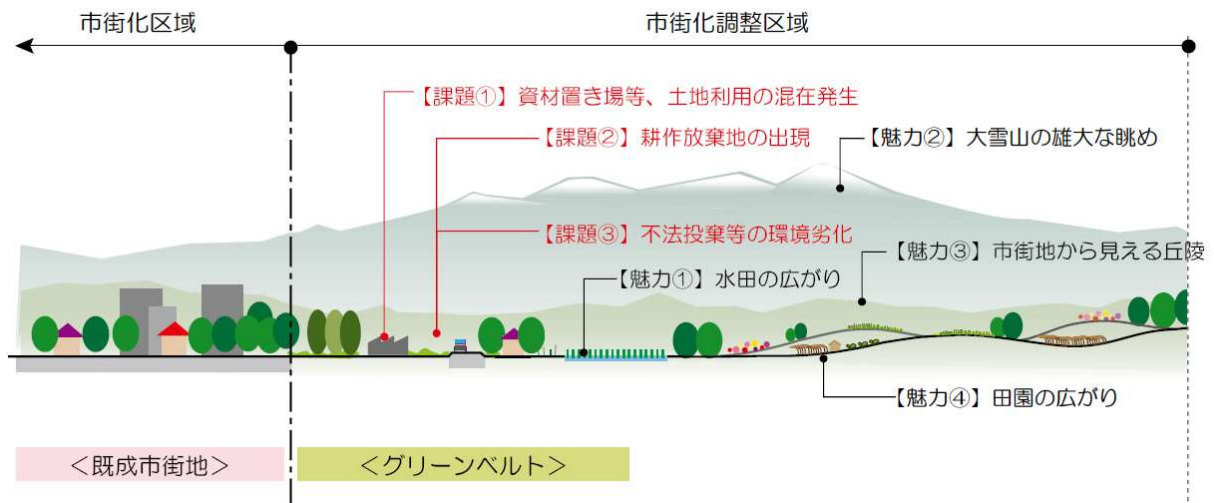 市街化区域
市街化調整区域
【課題①】資材置き場等、土地利用の混在発生
【課題②】耕作放棄地の出現
【魅力②】大雪山の雄大な眺め
【課題③】不法投棄等の環境劣化
【魅力③】市街地から見える丘陵
【魅力①】水田の広がり
【魅力④】田園の広がり
＜既成市街地＞
＜グリーンベルト＞